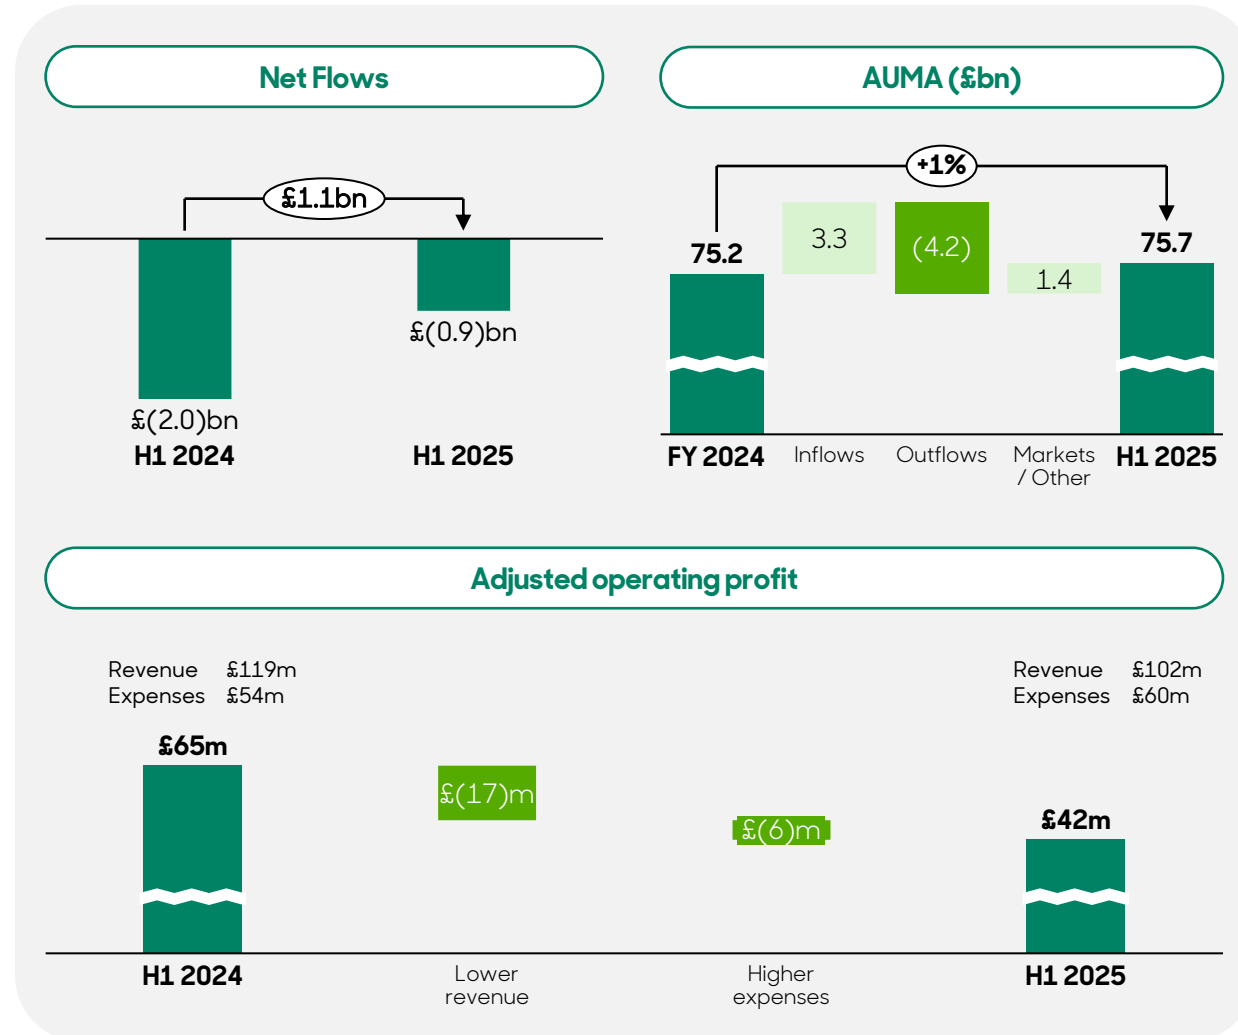 Net Flows
£1.1bn
£(2.0)bn
£(0.9)bn
H1 2024
H1 2025
AUMA (£bn)
+1%
75.2
3.3
(4.2)
1.4
75.7
FY 2024
Inflows
Outflows
Markets
/ Other
H1 2025
Adjusted operating profit
Revenue £119m
Expenses £54m
Revenue £102m
Expenses £60m
£65m
£(17)m
£(6)m
£42m
H1 2024
Lower
revenue
Higher
expenses
H1 2025